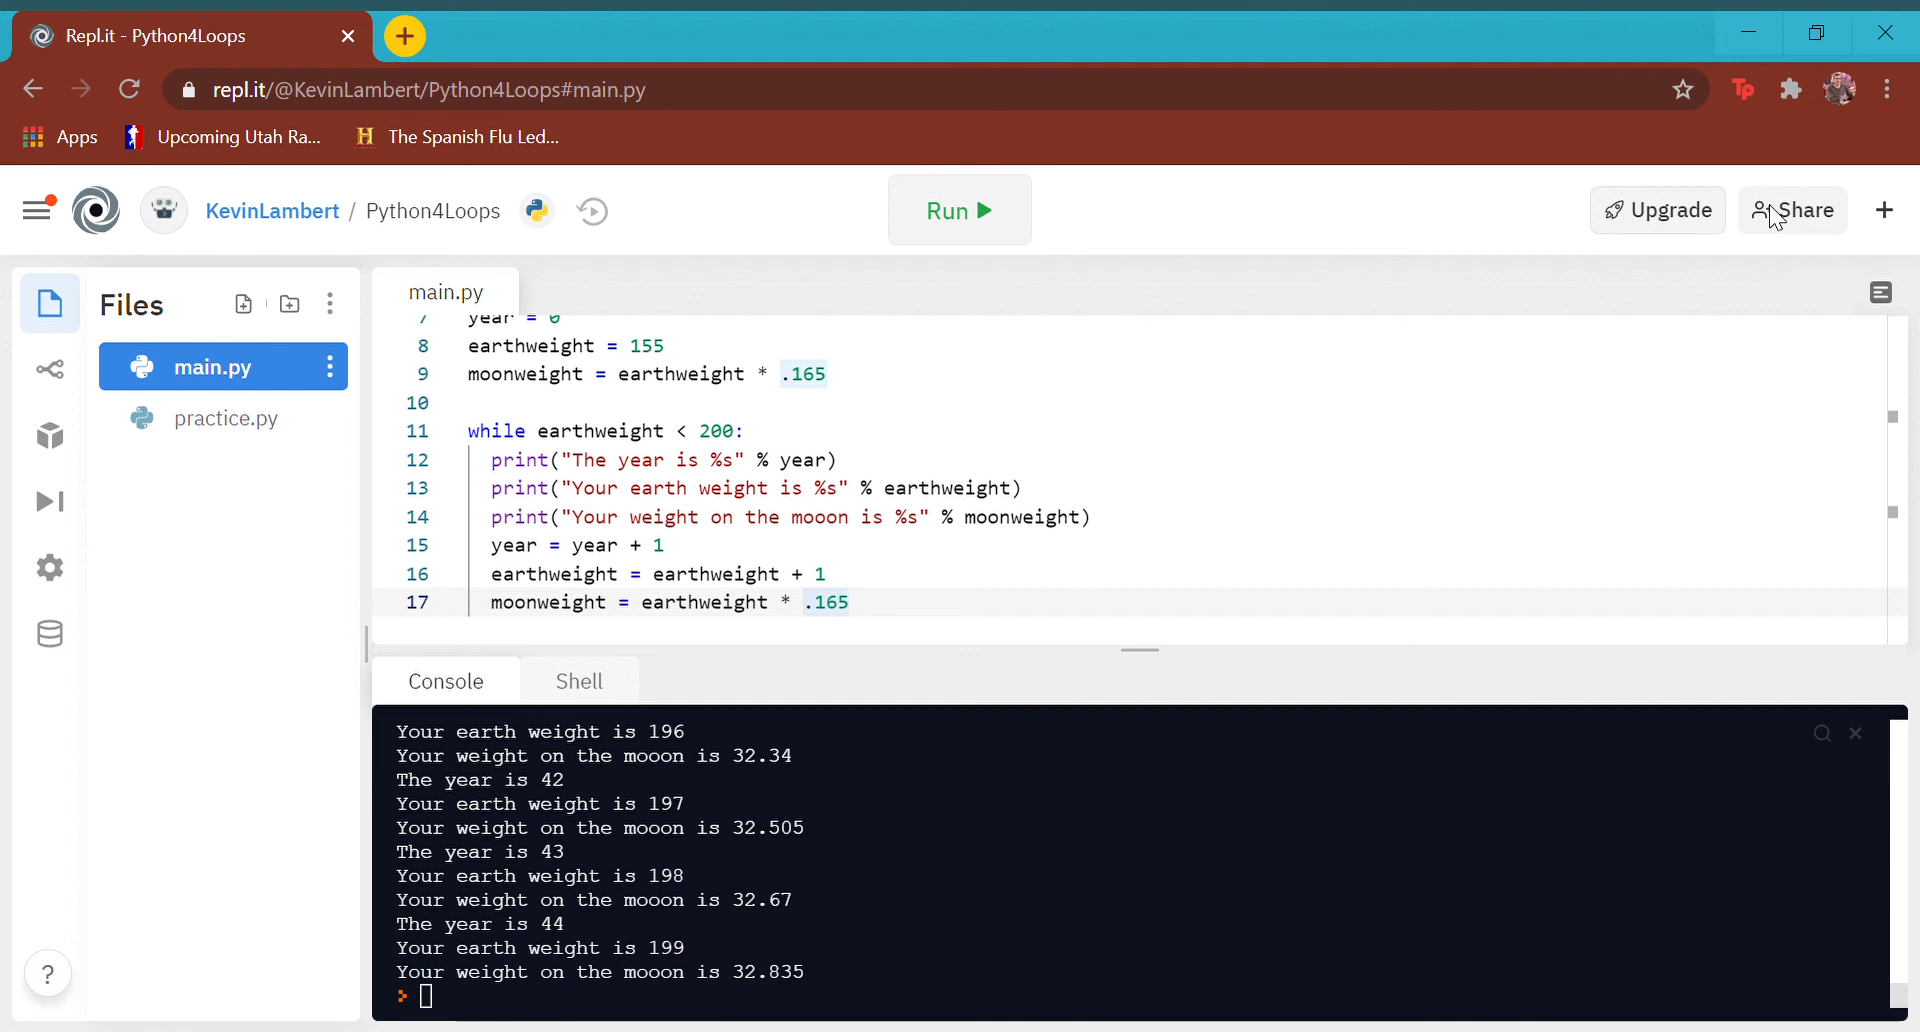 Repl.it - Python4Loops
repl.it/@KevinLambert/Python4Loops#main.py
Tp
Apps
Upcoming Utah Ra...
H
The Spanish Flu Led...
KevinLambert / Python4Loops
Run
Upgrade
Share
Files
main.py
practice.py
main.py
7 year = 0
8 earthweight = 155
9 moonweight = earthweight * .165
10
11 while earthweight < 200:
12 print("The year is %s" % year)
13 print("Your earth weight is %s" % earthweight)
14 print("Your weight on the mooon is %s" % moonweight)
15 year = year + 1
16 earthweight = earthweight + 1
17 moonweight = earthweight * .165
Console
Shell
Your earth weight is 196
Your weight on the mooon is 32.34
The year is 42
Your earth weight is 197
Your weight on the mooon is 32.505
The year is 43
Your earth weight is 198
Your weight on the mooon is 32.67
The year is 44
Your earth weight is 199
Your weight on the mooon is 32.835
?